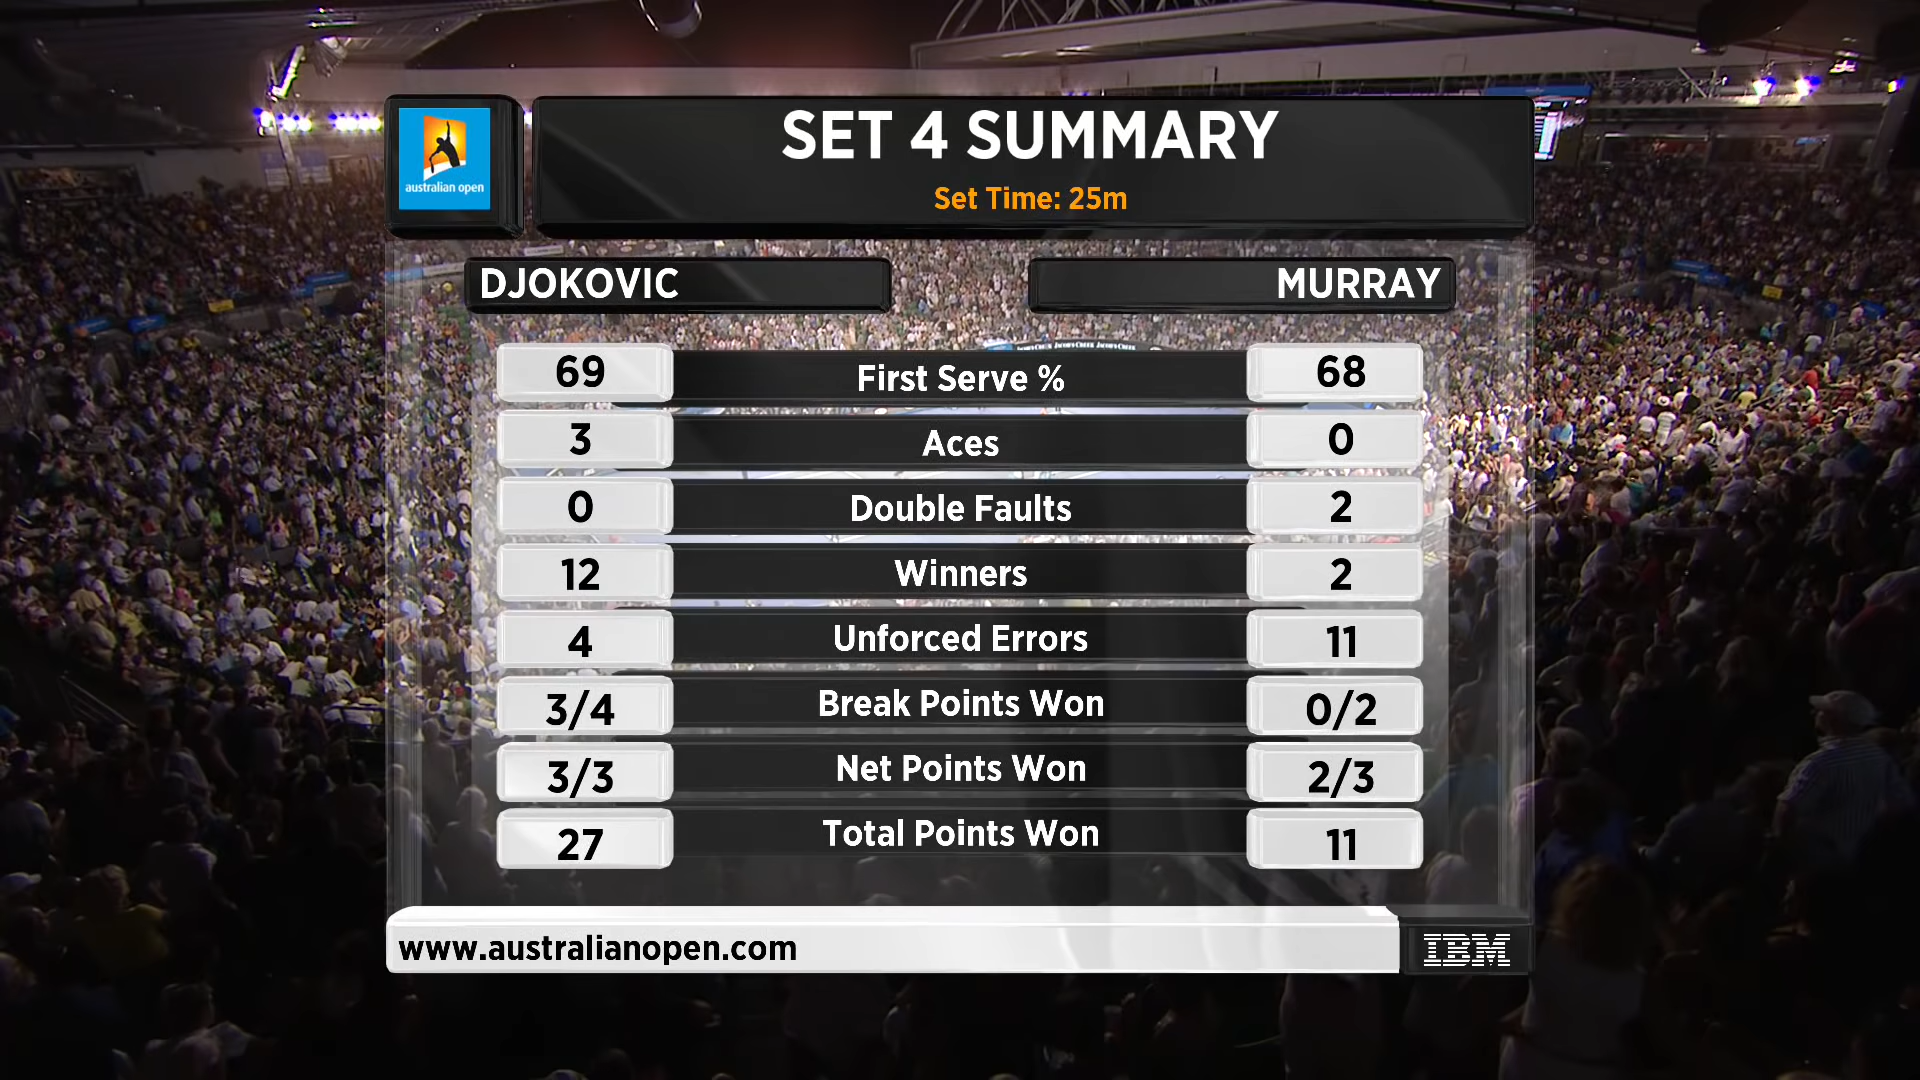 australian open
SET 4 SUMMARY
Set Time: 25m
DJOKOVIC MURRAY
69 First Serve % 68
3 Aces 0
0 Double Faults 2
12 Winners 2
4 Unforced Errors 11
3/4 Break Points Won 0/2
3/3 Net Points Won 2/3
27 Total Points Won 11
www.australianopen.com IBM